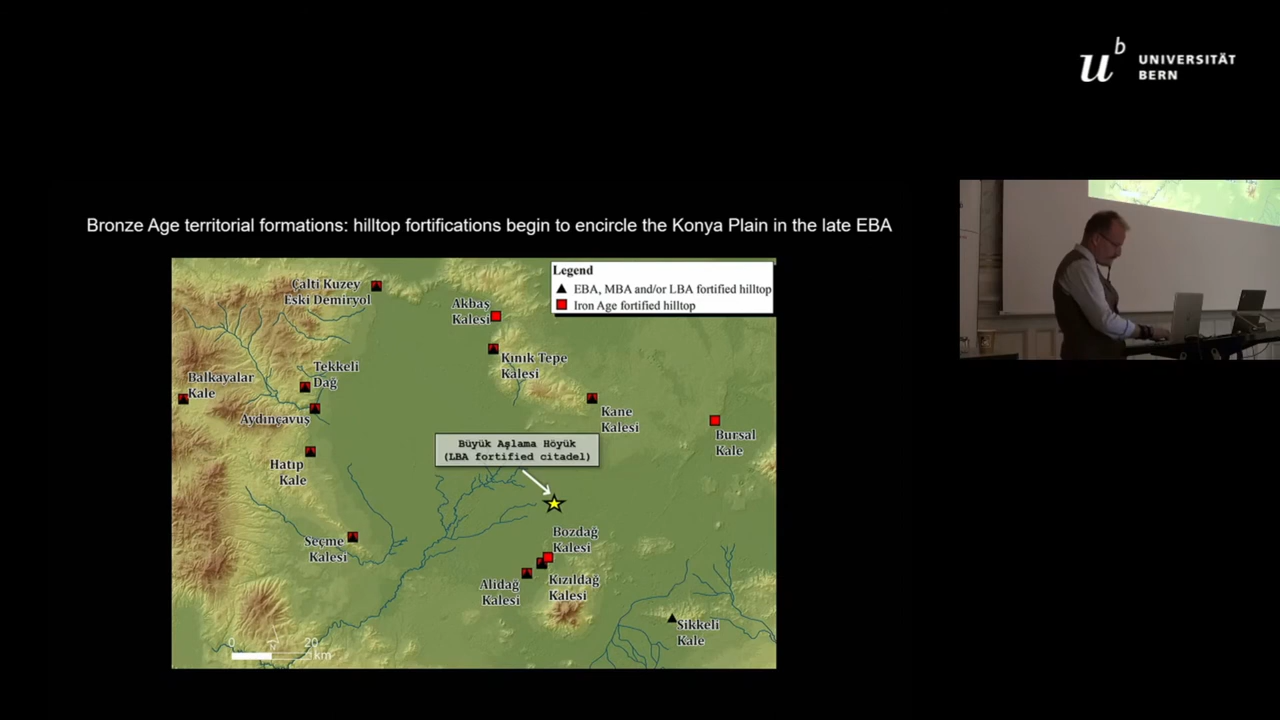 u^b
UNIVERSITÄT
BERN
Bronze Age territorial formations: hilltop fortifications begin to encircle the Konya Plain in the late EBA
Legend
EBA, MBA and/or LBA fortified hilltop
Iron Age fortified hilltop
Çalti Kuzey
Eski Demiryol
Akbaş
Kalesi
Kınık Tepe
Kalesi
Tekkeli
Dağ
Balkayalar
Kale
Aydınçavuş
Kane
Kalesi
Bursal
Kale
Büyük Aşlama Höyük
(LBA fortified citadel)
Hatıp
Kale
Seçme
Kalesi
Bozdağ
Kalesi
Alidağ
Kalesi
Kızıldağ
Kalesi
Sikkeli
Kale
0 20
km